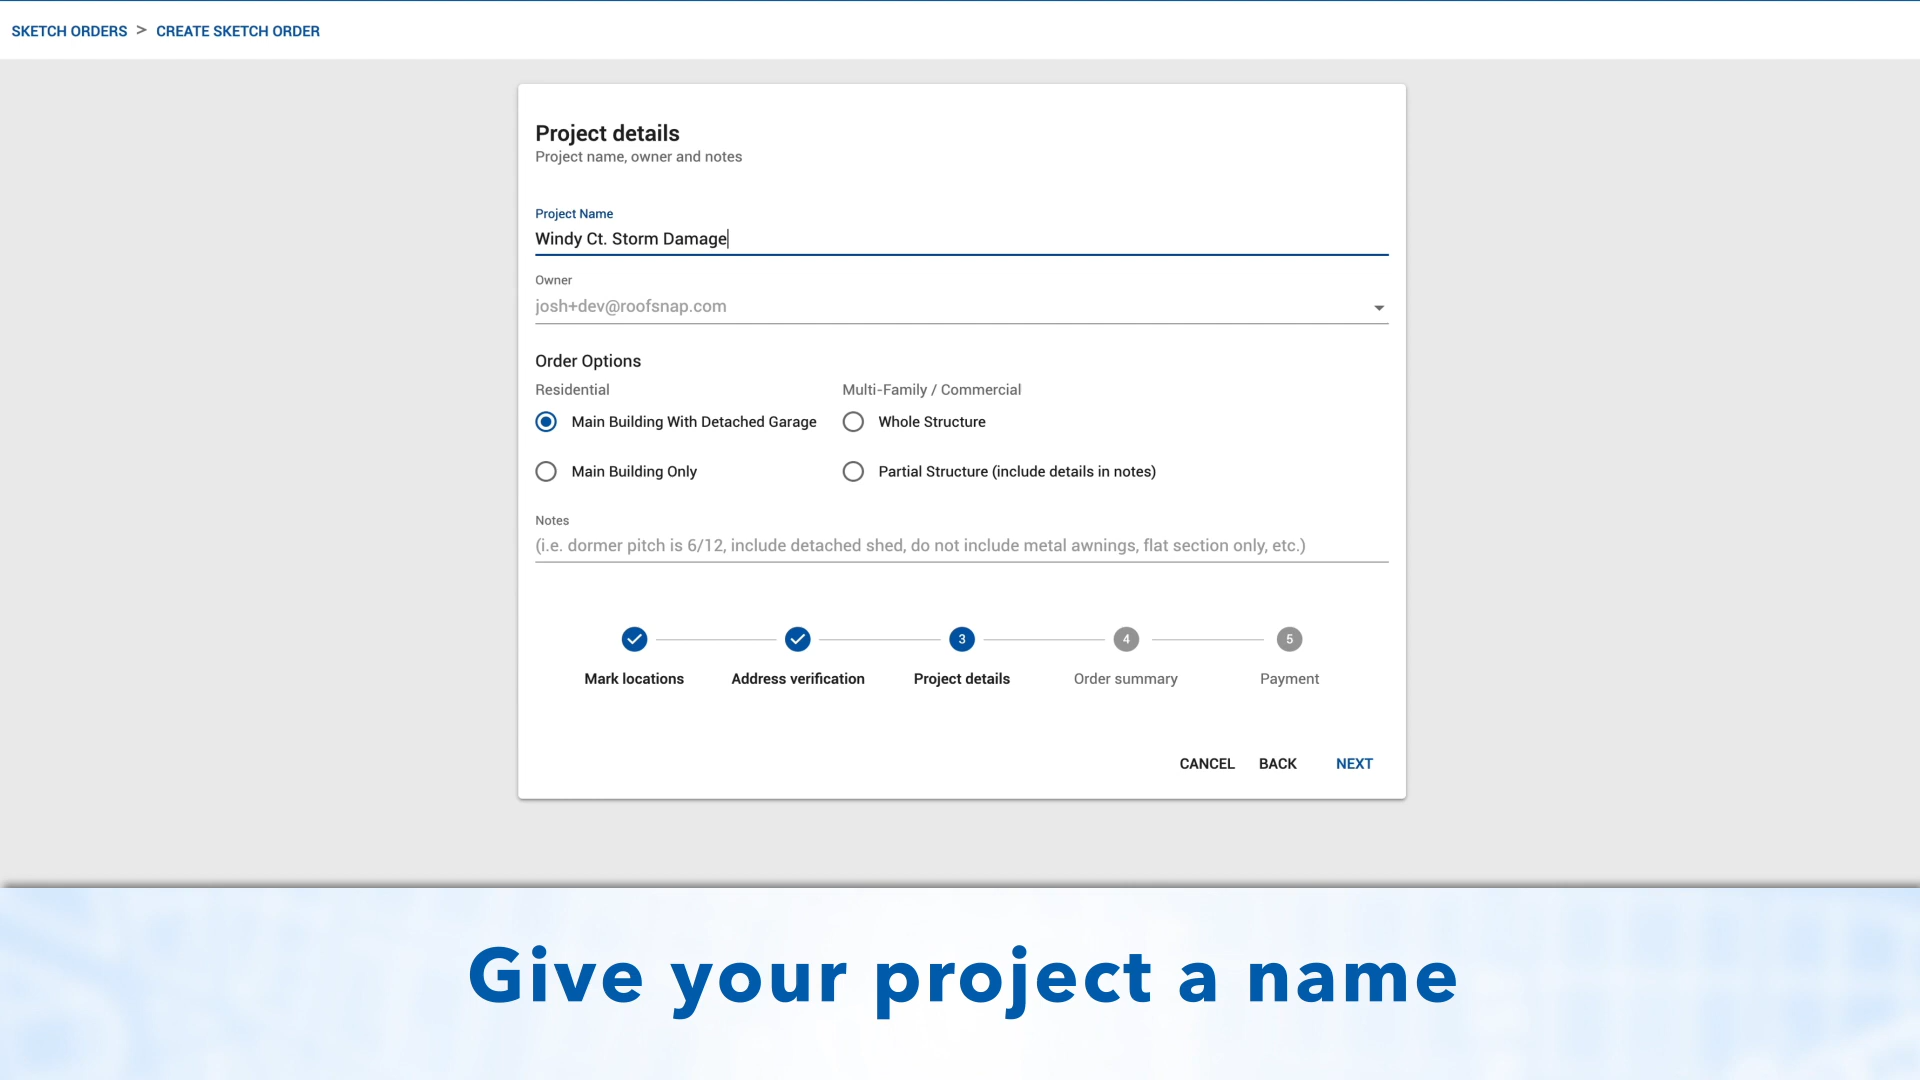 SKETCH ORDERS > CREATE SKETCH ORDER
Project details
Project name, owner and notes
Project Name
Windy Ct. Storm Damage
Owner
josh+dev@roofsnap.com
Order Options
Residential
Multi-Family / Commercial
Main Building With Detached Garage
Whole Structure
Main Building Only
Partial Structure (include details in notes)
Notes
(i.e. dormer pitch is 6/12, include detached shed, do not include metal awnings, flat section only, etc.)
3
4
5
Mark locations
Address verification
Project details
Order summary
Payment
CANCEL
BACK
NEXT
Give your project a name